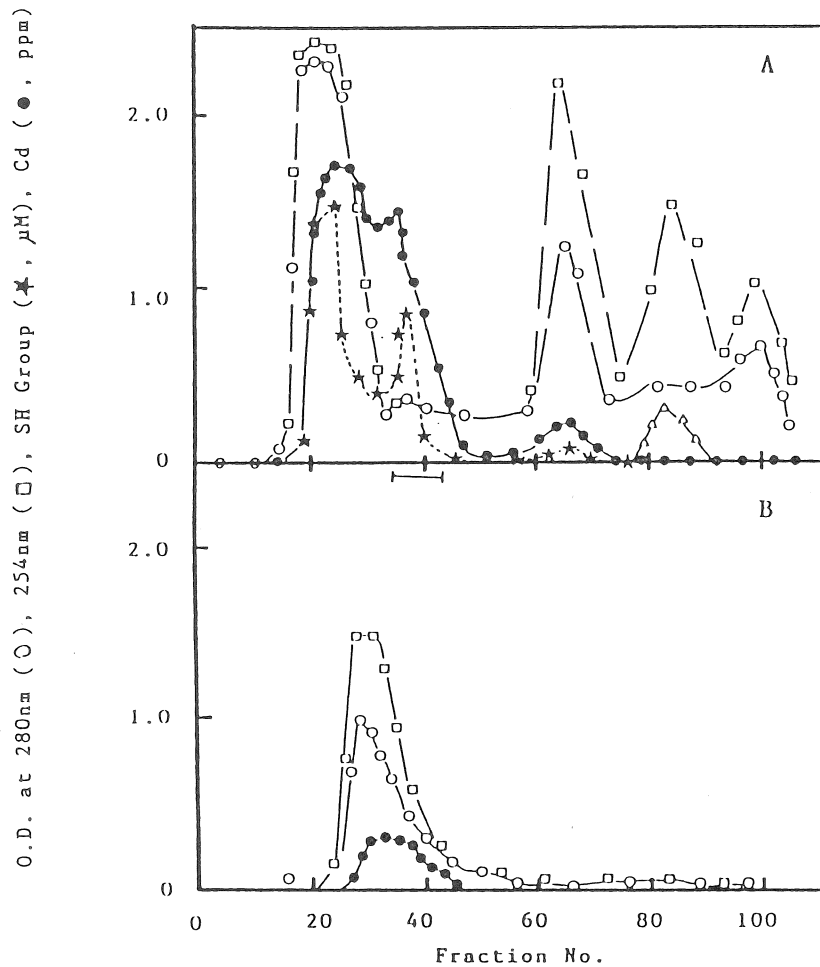 O.D. at 280nm (○), 254nm (□), SH Group (★, μM), Cd (●, ppm)
A
2.0
1.0
0
B
2.0
1.0
0
0 20 40 60 80 100
Fraction No.